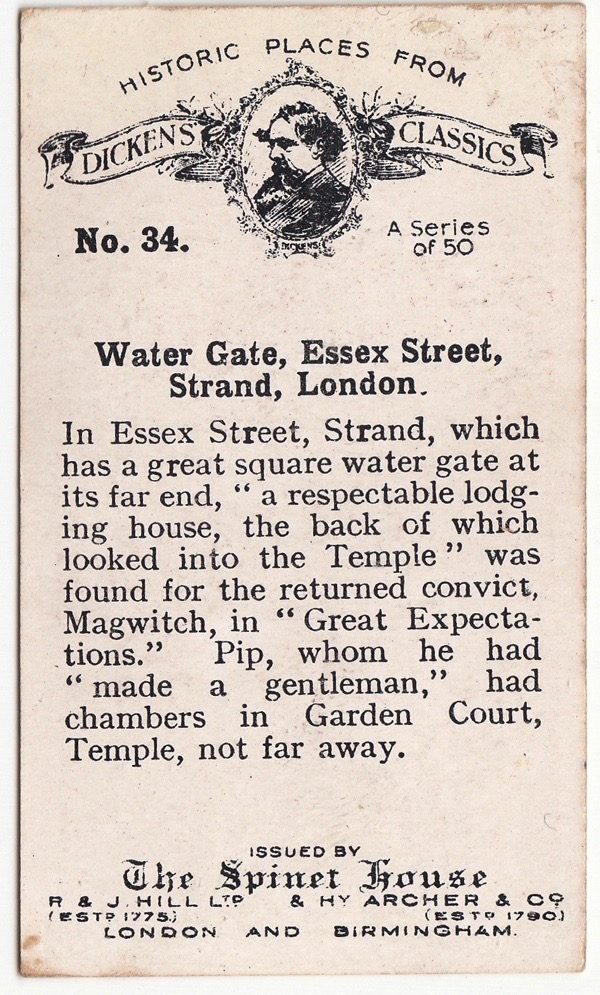 HISTORIC PLACES FROM
DICKENS' CLASSICS
DICKENS
No. 34.
A Series
of 50
Water Gate, Essex Street,
Strand, London.
In Essex Street, Strand, which
has a great square water gate at
its far end, “ a respectable lodg-
ing house, the back of which
looked into the Temple ” was
found for the returned convict,
Magwitch, in “ Great Expecta-
tions.” Pip, whom he had
“ made a gentleman,” had
chambers in Garden Court,
Temple, not far away.
ISSUED BY
The Spinet House
R & J. HILL LTD & HY ARCHER & CO
(ESTD 1775.) (ESTD 1790.)
LONDON AND BIRMINGHAM.